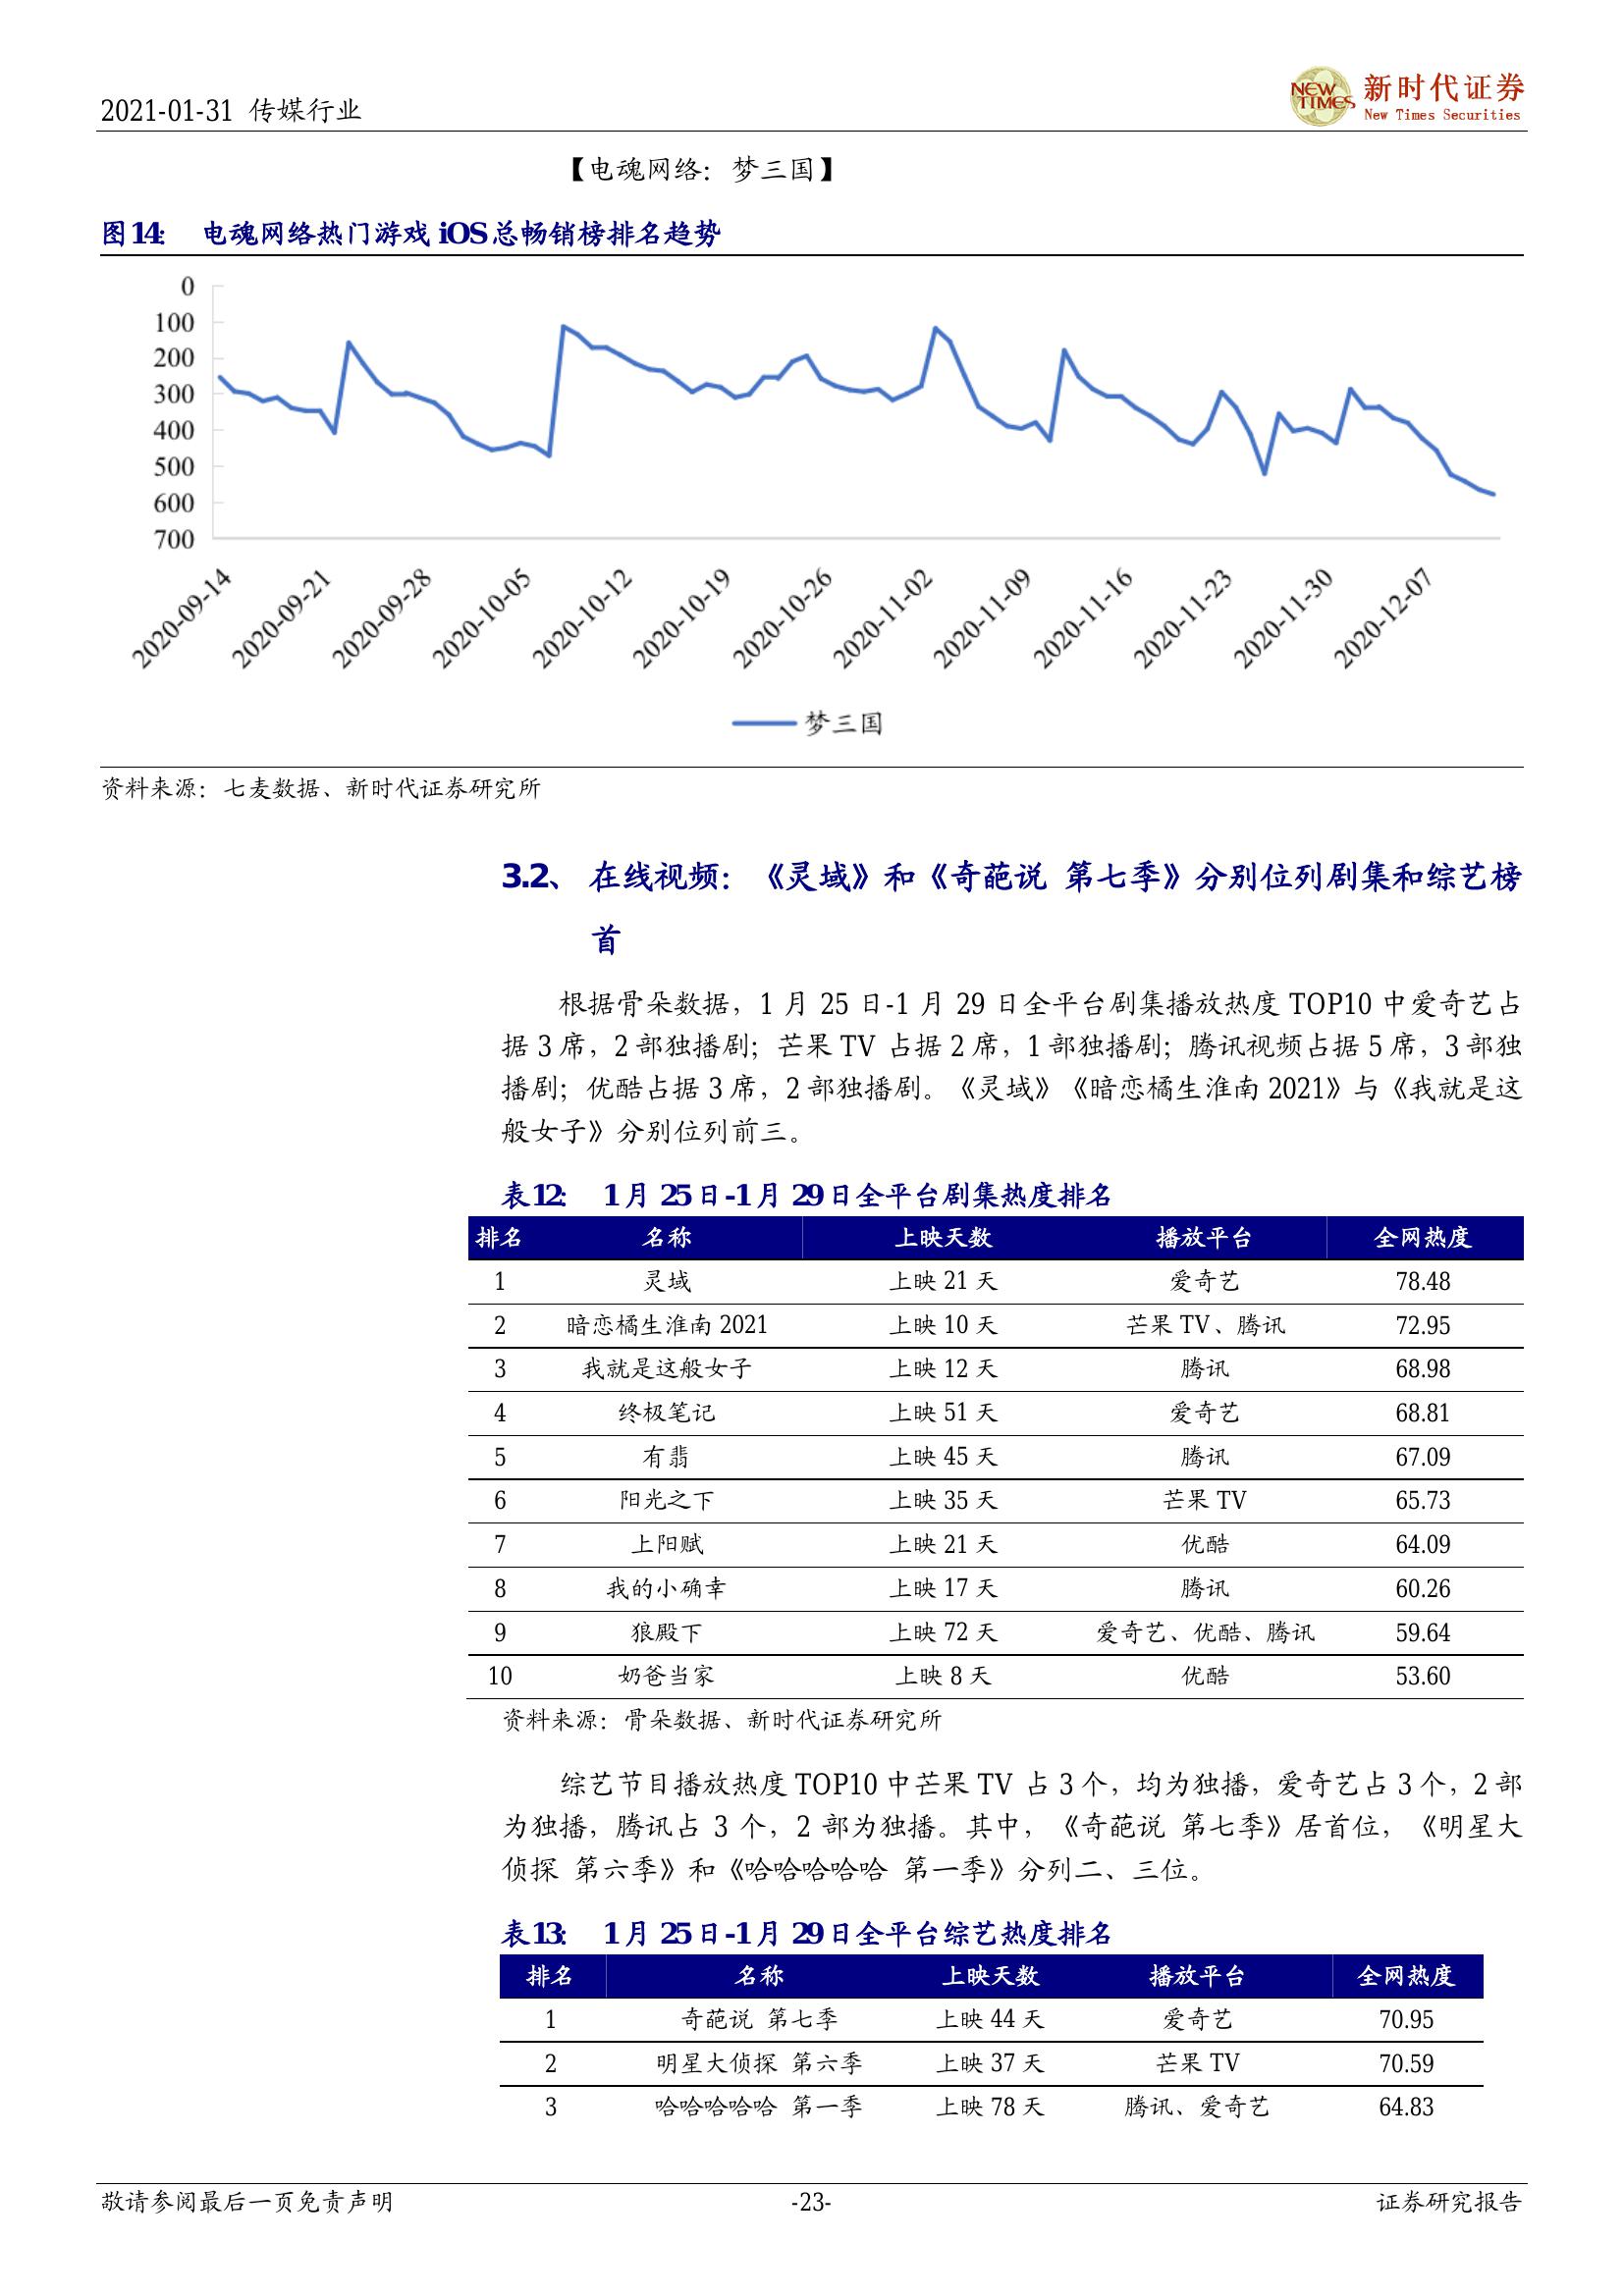 2021-01-31 传媒行业
NEW TIMES
新时代证券
New Times Securities
【电魂网络：梦三国】
图14： 电魂网络热门游戏 iOS 总畅销榜排名趋势
0
100
200
300
400
500
600
700
2020-09-14 2020-09-21 2020-09-28 2020-10-05 2020-10-12 2020-10-19 2020-10-26 2020-11-02 2020-11-09 2020-11-16 2020-11-23 2020-11-30 2020-12-07
梦三国
资料来源：七麦数据、新时代证券研究所
3.2、 在线视频：《灵域》和《奇葩说 第七季》分别位列剧集和综艺榜
首
根据骨朵数据，1 月 25 日-1 月 29 日全平台剧集播放热度 TOP10 中爱奇艺占
据 3 席，2 部独播剧；芒果 TV 占据 2 席，1 部独播剧；腾讯视频占据 5 席，3 部独
播剧；优酷占据 3 席，2 部独播剧。《灵域》《暗恋橘生淮南 2021》与《我就是这
般女子》分别位列前三。
表12： 1 月 25 日-1 月 29 日全平台剧集热度排名
排名 名称 上映天数 播放平台 全网热度
1 灵域 上映 21 天 爱奇艺 78.48
2 暗恋橘生淮南 2021 上映 10 天 芒果 TV、腾讯 72.95
3 我就是这般女子 上映 12 天 腾讯 68.98
4 终极笔记 上映 51 天 爱奇艺 68.81
5 有翡 上映 45 天 腾讯 67.09
6 阳光之下 上映 35 天 芒果 TV 65.73
7 上阳赋 上映 21 天 优酷 64.09
8 我的小确幸 上映 17 天 腾讯 60.26
9 狼殿下 上映 72 天 爱奇艺、优酷、腾讯 59.64
10 奶爸当家 上映 8 天 优酷 53.60
资料来源：骨朵数据、新时代证券研究所
综艺节目播放热度 TOP10 中芒果 TV 占 3 个，均为独播，爱奇艺占 3 个，2 部
为独播，腾讯占 3 个，2 部为独播。其中，《奇葩说 第七季》居首位，《明星大
侦探 第六季》和《哈哈哈哈哈 第一季》分列二、三位。
表13： 1 月 25 日-1 月 29 日全平台综艺热度排名
排名 名称 上映天数 播放平台 全网热度
1 奇葩说 第七季 上映 44 天 爱奇艺 70.95
2 明星大侦探 第六季 上映 37 天 芒果 TV 70.59
3 哈哈哈哈哈 第一季 上映 78 天 腾讯、爱奇艺 64.83
敬请参阅最后一页免责声明 -23- 证券研究报告